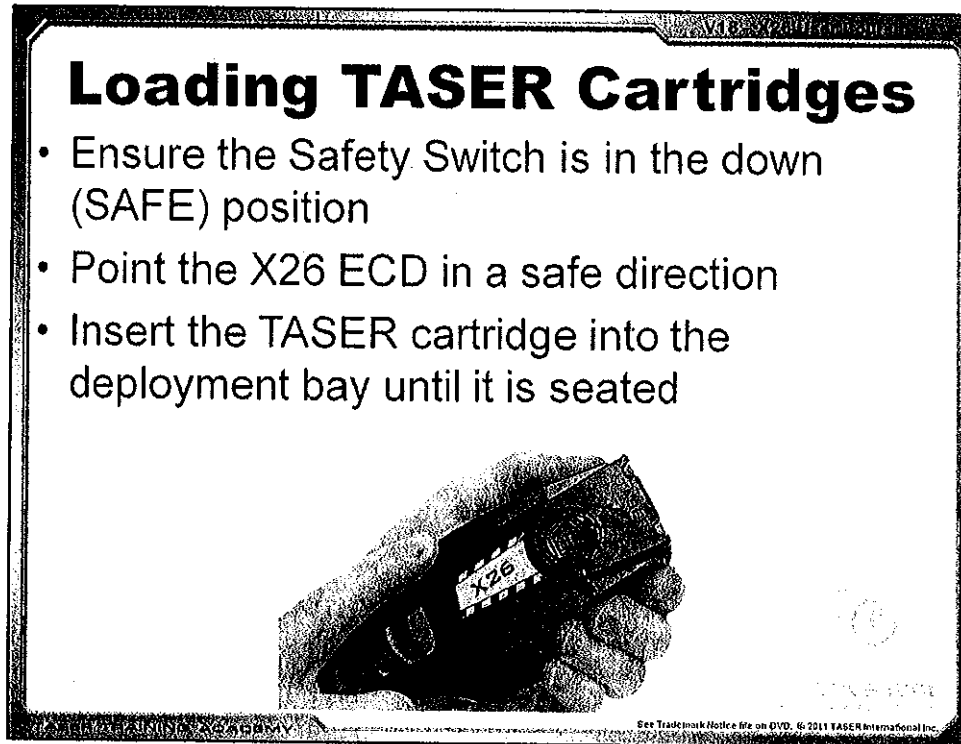 Loading TASER Cartridges
• Ensure the Safety Switch is in the down
(SAFE) position
• Point the X26 ECD in a safe direction
• Insert the TASER cartridge into the
deployment bay until it is seated
X26
TRAINING ACADEMY
See Trademark Notice file on DVD. © 2011 TASER International Inc.